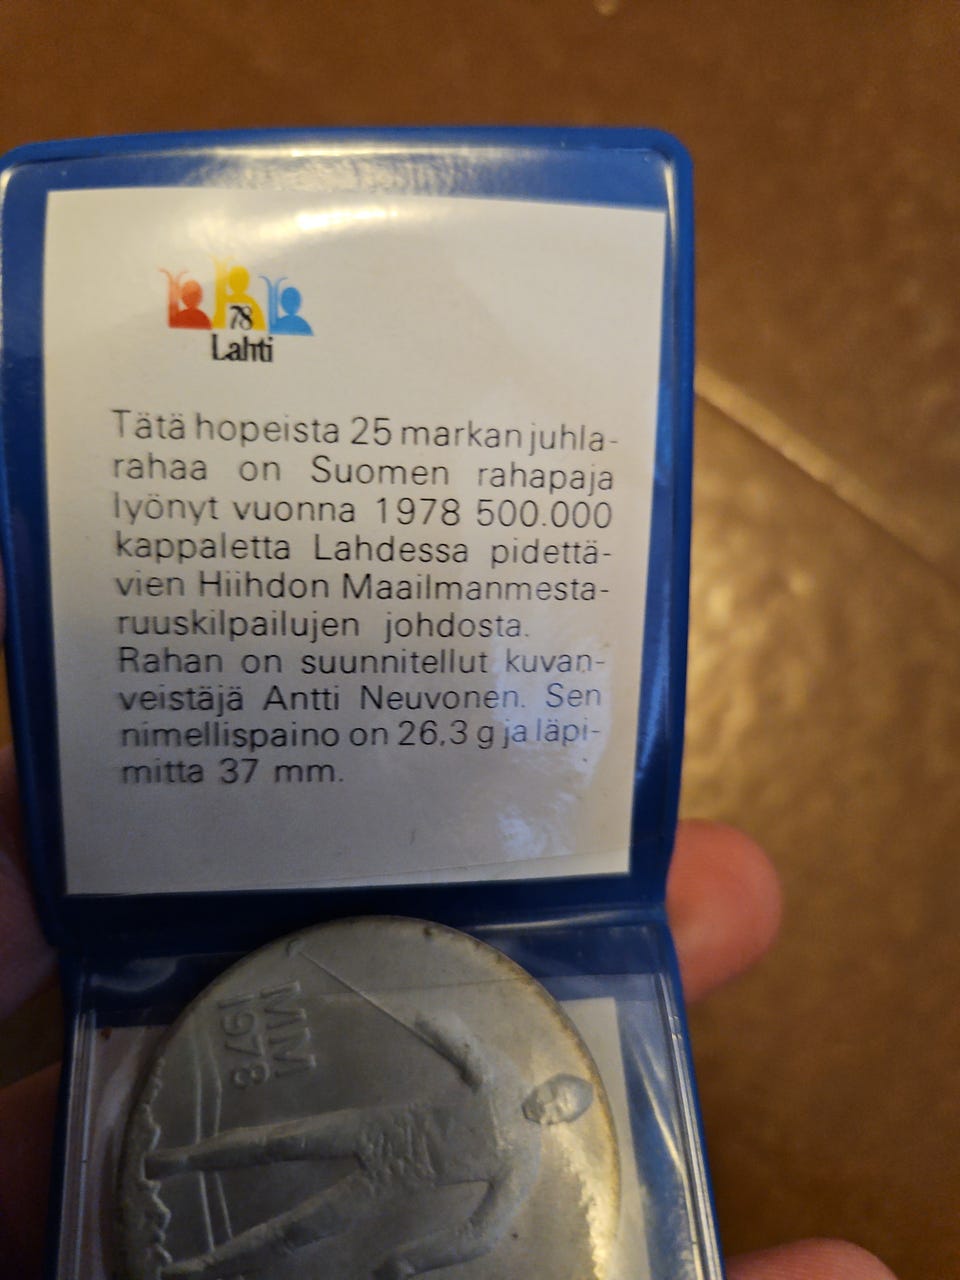 78
Lahti
Tätä hopeista 25 markan juhla-
rahaa on Suomen rahapaja
lyönyt vuonna 1978 500.000
kappaletta Lahdessa pidettä-
vien Hiihdon Maailmanmesta-
ruuskilpailujen johdosta.
Rahan on suunnitellut kuvan-
veistäjä Antti Neuvonen. Sen
nimellispaino on 26,3 g ja läpi-
mitta 37 mm.
MM
1978